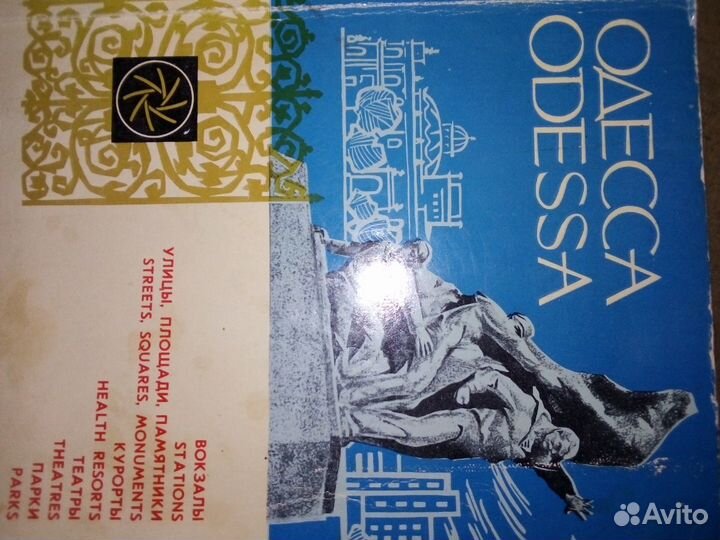 ОДЕССА
ODESSA
ВОКЗАЛЫ
STATIONS
УЛИЦЫ, ПЛОЩАДИ, ПАМЯТНИКИ
STREETS, SQUARES, MONUMENTS
КУРОРТЫ
HEALTH RESORTS
ТЕАТРЫ
THEATRES
ПАРКИ
PARKS
Avito